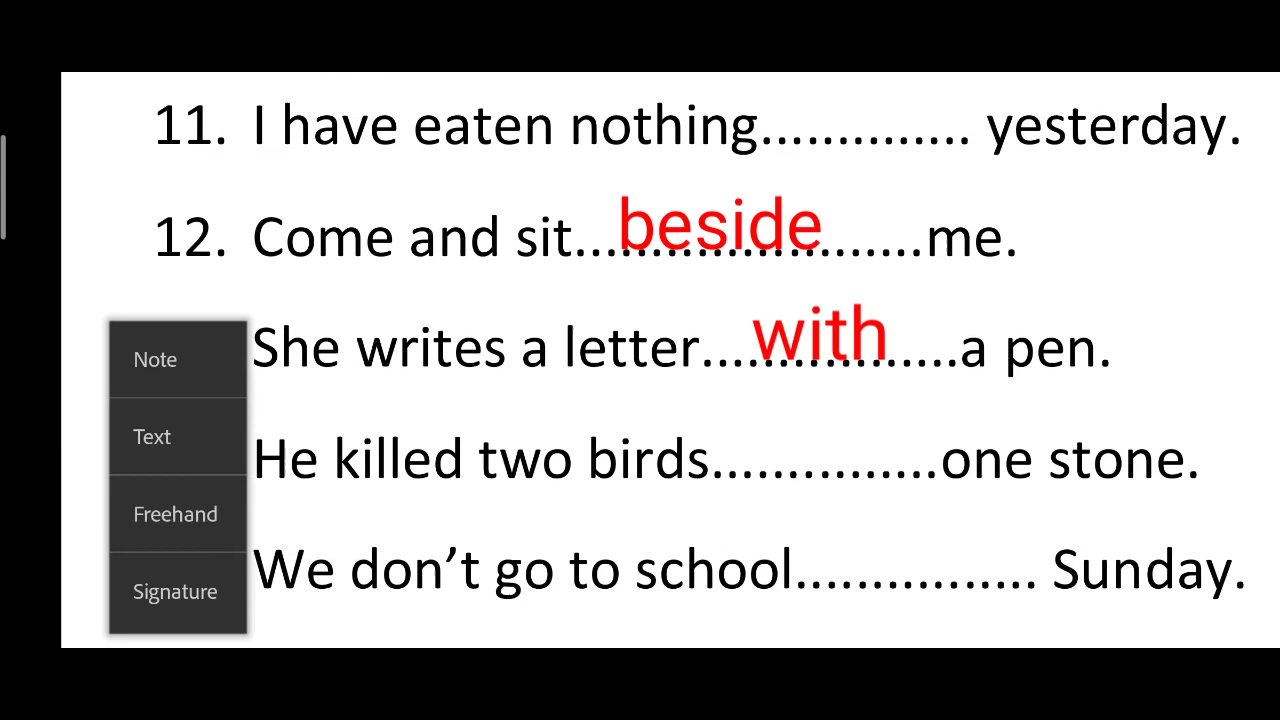 11. I have eaten nothing.............. yesterday.
12. Come and sit...beside...me.
She writes a letter...with...a pen.
He killed two birds...............one stone.
We don’t go to school................ Sunday.
Note
Text
Freehand
Signature